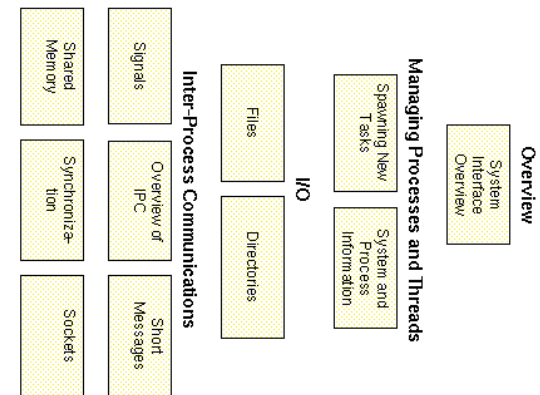 Overview
System
Interface
Overview
Managing Processes and Threads
Spawning New
Tasks
System and
Process
Information
I/O
Files
Directories
Inter-Process Communications
Signals
Overview of
IPC
Short
Messages
Shared
Memory
Synchroniza-
tion
Sockets